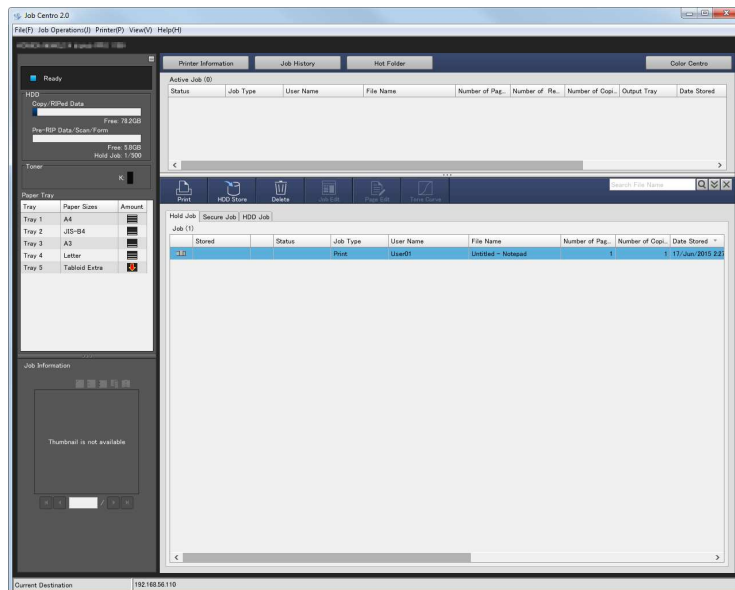 Job Centro 2.0
File(F) Job Operations(J) Printer(P) View(V) Help(H)
Ready
HDD
Copy/RIPed Data
Free: 78.2GB
Pre-RIP Data/Scan/Form
Free: 5.8GB
Hold Job: 1/500
Toner
K:
Paper Tray
Tray Paper Sizes Amount
Tray 1 A4
Tray 2 JIS-B4
Tray 3 A3
Tray 4 Letter
Tray 5 Tabloid Extra
Job Information
Thumbnail is not available
/
Printer Information Job History Hot Folder Color Centro
Active Job (0)
Status Job Type User Name File Name Number of Pag... Number of Re... Number of Copi... Output Tray Date Stored
Print HDD Store Delete Job Edit Page Edit Tone Curve Search File Name
Hold Job Secure Job HDD Job
Job (1)
Stored Status Job Type User Name File Name Number of Pag... Number of Copi... Date Stored
Print User01 Untitled - Notepad 1 1 17/Jun/2015 2:27
Current Destination 192.168.56.110